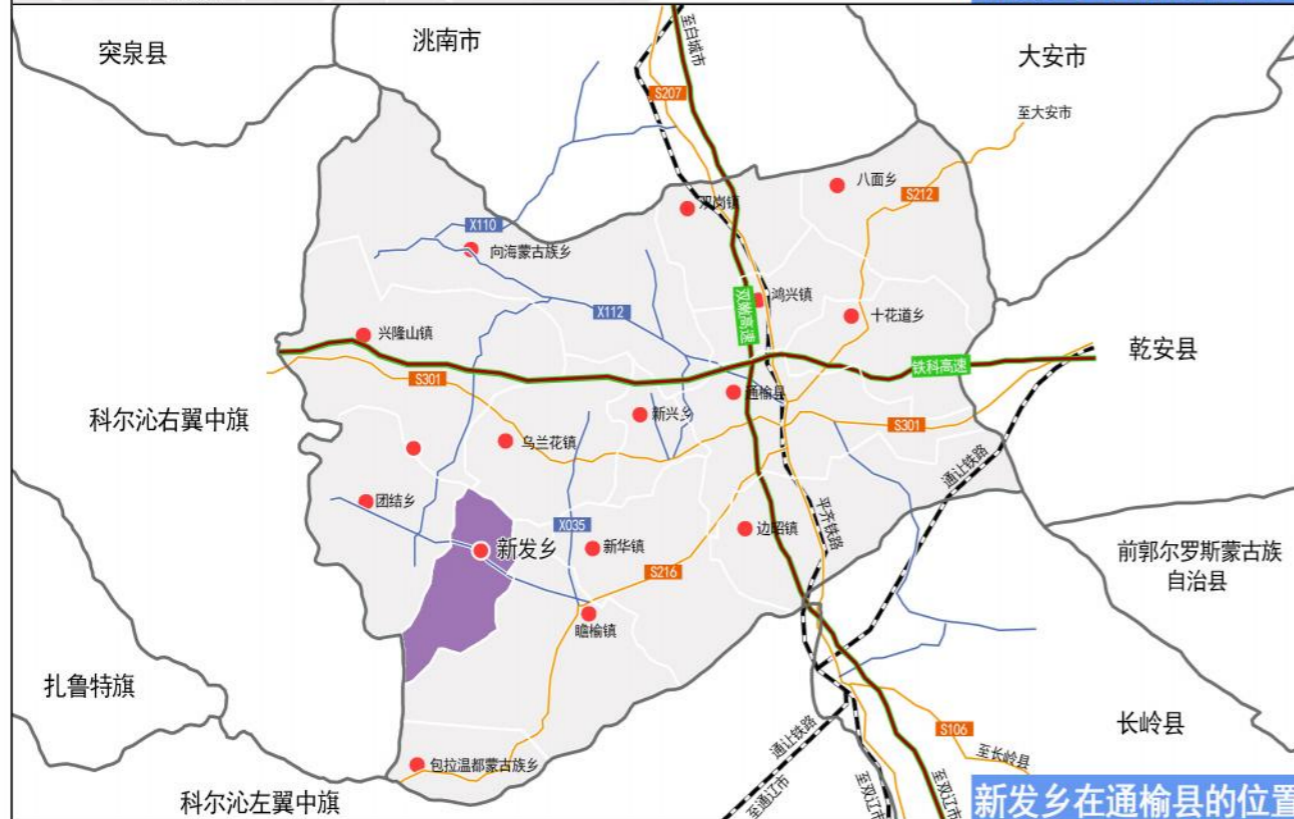 突泉县
洮南市
至白城市
大安市
至大安市
S207
八面乡
S212
双岗镇
X110
向海蒙古族乡
鸿兴镇
双嫩高速
X112
十花道乡
兴隆山镇
乾安县
铁科高速
S301
通榆县
科尔沁右翼中旗
新兴乡
S301
乌兰花镇
通让铁路
团结乡
平齐铁路
X035
边昭镇
新发乡
新华镇
前郭尔罗斯蒙古族
自治县
S216
瞻榆镇
扎鲁特旗
长岭县
S106
通让铁路
至长岭县
包拉温都蒙古族乡
至通辽市
至双辽市
至双辽市
科尔沁左翼中旗
新发乡在通榆县的位置